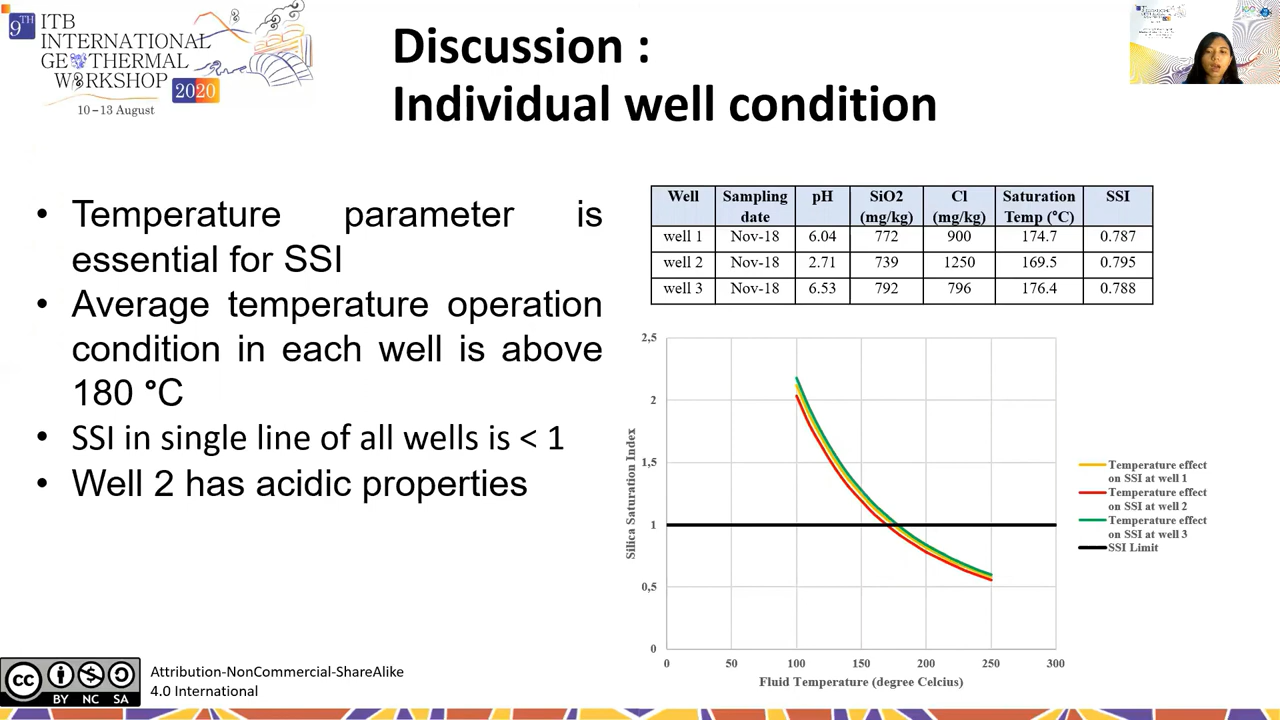 9TH ITB
INTERNATIONAL
GEOTHERMAL
WORKSHOP
2020
10 – 13 August
Discussion :
Individual well condition
• Temperature parameter is
essential for SSI
• Average temperature operation
condition in each well is above
180 °C
• SSI in single line of all wells is < 1
• Well 2 has acidic properties
Well Sampling date pH SiO2 (mg/kg) Cl (mg/kg) Saturation Temp (°C) SSI
well 1 Nov-18 6.04 772 900 174.7 0.787
well 2 Nov-18 2.71 739 1250 169.5 0.795
well 3 Nov-18 6.53 792 796 176.4 0.788
Silica Saturation Index
2,5
2
1,5
1
0,5
0
0 50 100 150 200 250 300
Fluid Temperature (degree Celcius)
Temperature effect
on SSI at well 1
Temperature effect
on SSI at well 2
Temperature effect
on SSI at well 3
SSI Limit
cc
BY NC SA
Attribution-NonCommercial-ShareAlike
4.0 International